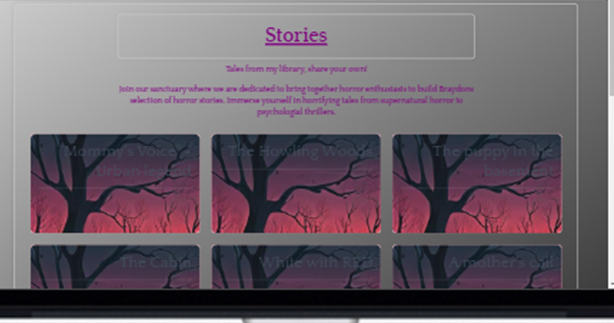 Stories
Tales from my library, share your own!
Join our sanctuary where we are dedicated to bring together horror enthusiasts to build Braydons
selection of horror stories. Immerse yourself in horrifying tales from supernatural horror to
psychologial thrillers.
Mommy's Voice- The Howling Woods The puppy in the
Urban-legend basement
The Cabin While with RED A mother's call